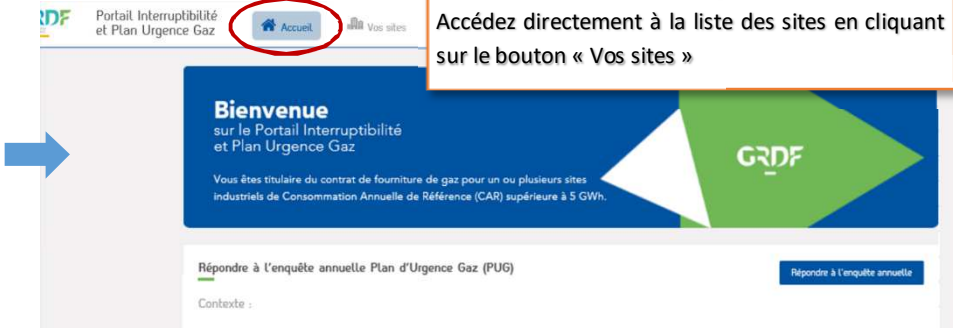 Portail Interruptibilité
et Plan Urgence Gaz
Accueil
Vos sites
Accédez directement à la liste des sites en cliquant
sur le bouton « Vos sites »
Bienvenue
sur le Portail Interruptibilité
et Plan Urgence Gaz
Vous êtes titulaire du contrat de fourniture de gaz pour un ou plusieurs sites
industriels de Consommation Annuelle de Référence (CAR) supérieure à 5 GWh.
GRDF
Répondre à l'enquête annuelle Plan d'Urgence Gaz (PUG)
Répondre à l'enquête annuelle
Contexte :